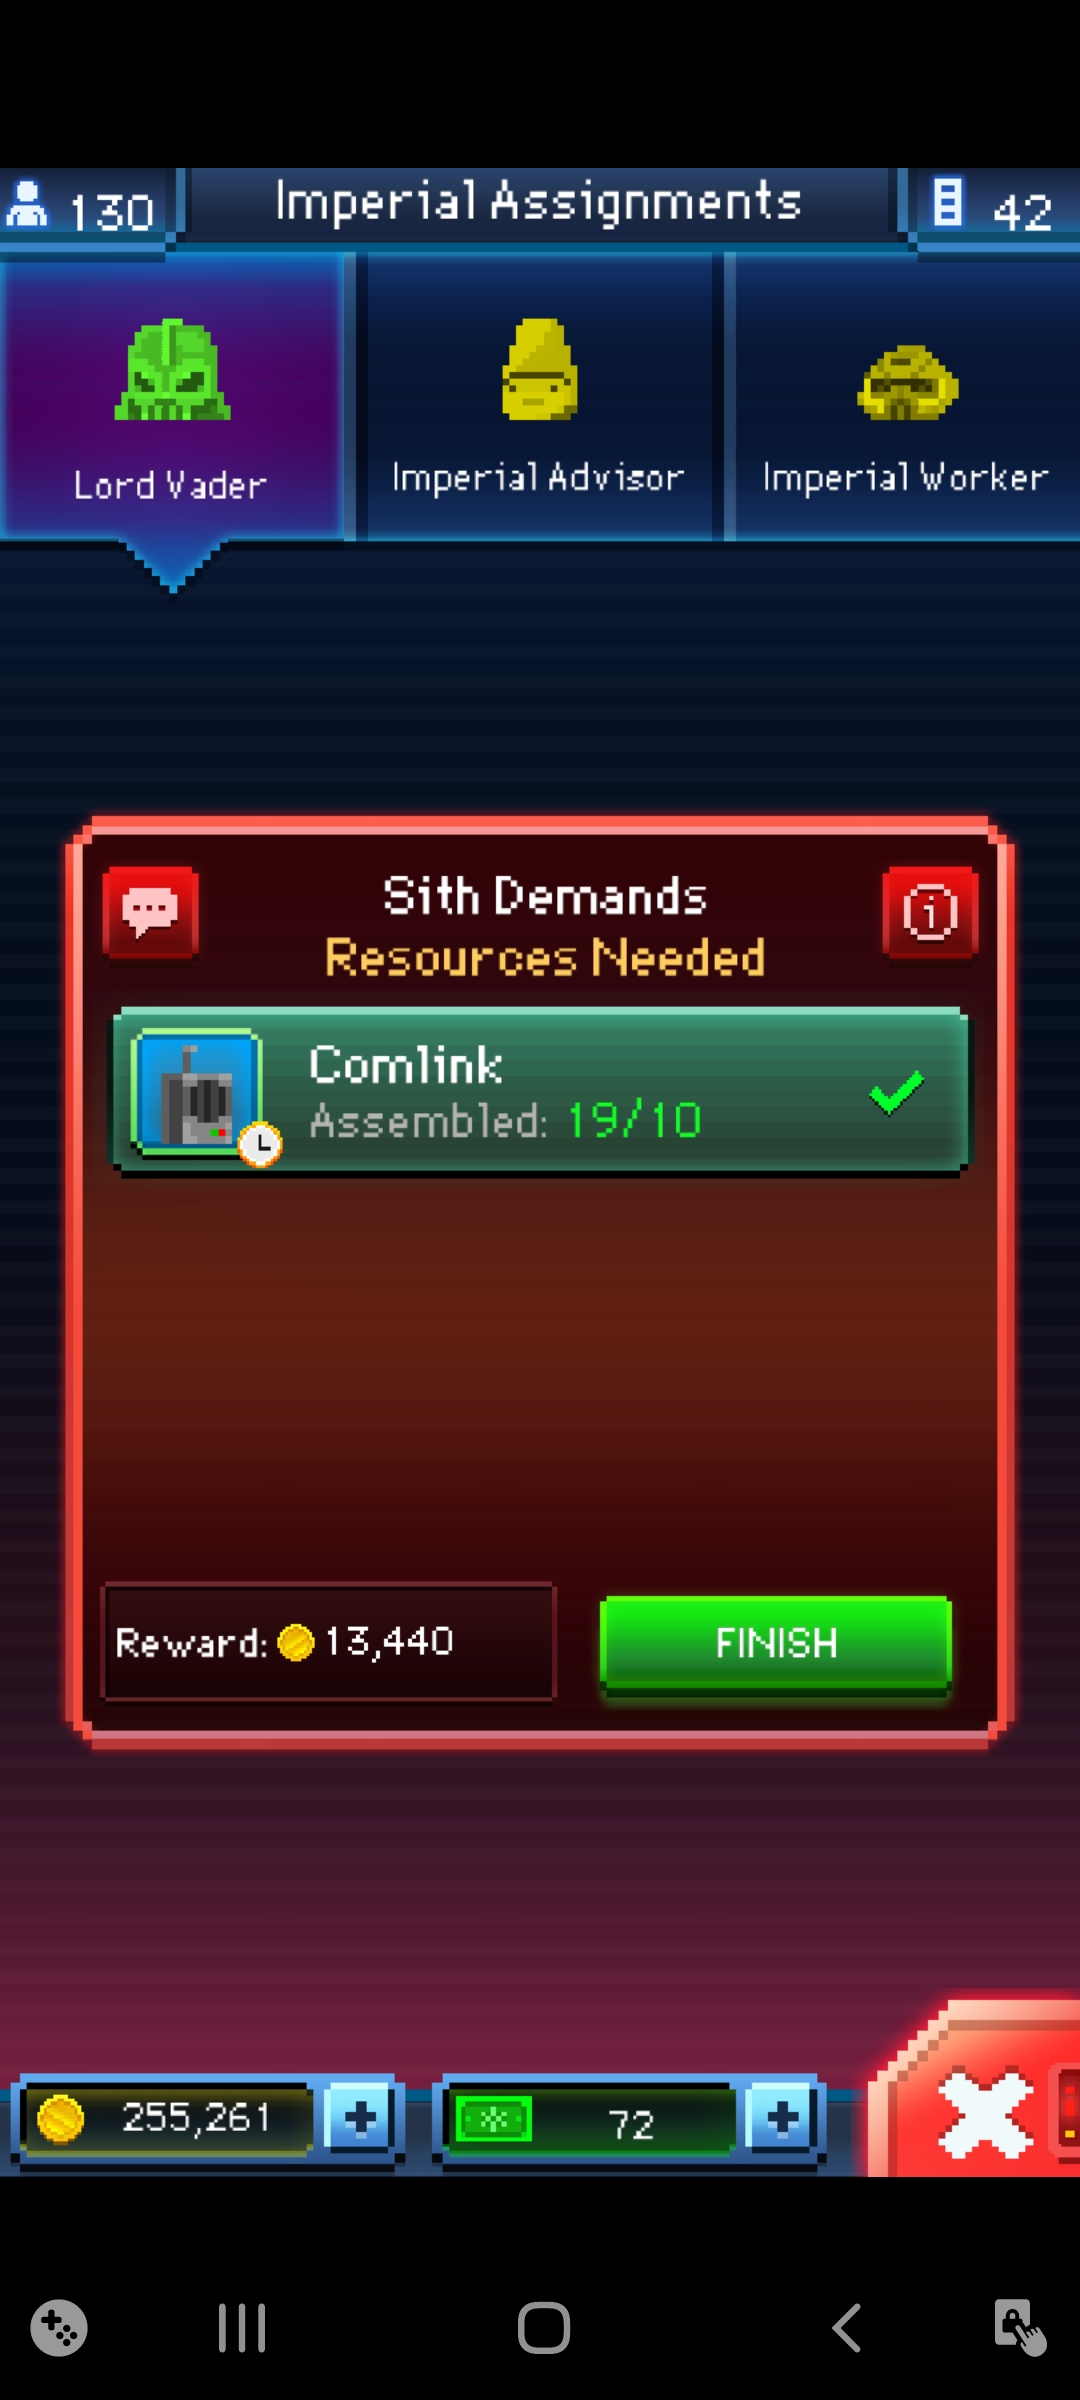 130
Imperial Assignments
42
Lord Vader
Imperial Advisor
Imperial Worker
Sith Demands
Resources Needed
Comlink
Assembled: 19/10
Reward: 13,440
FINISH
255,261
72